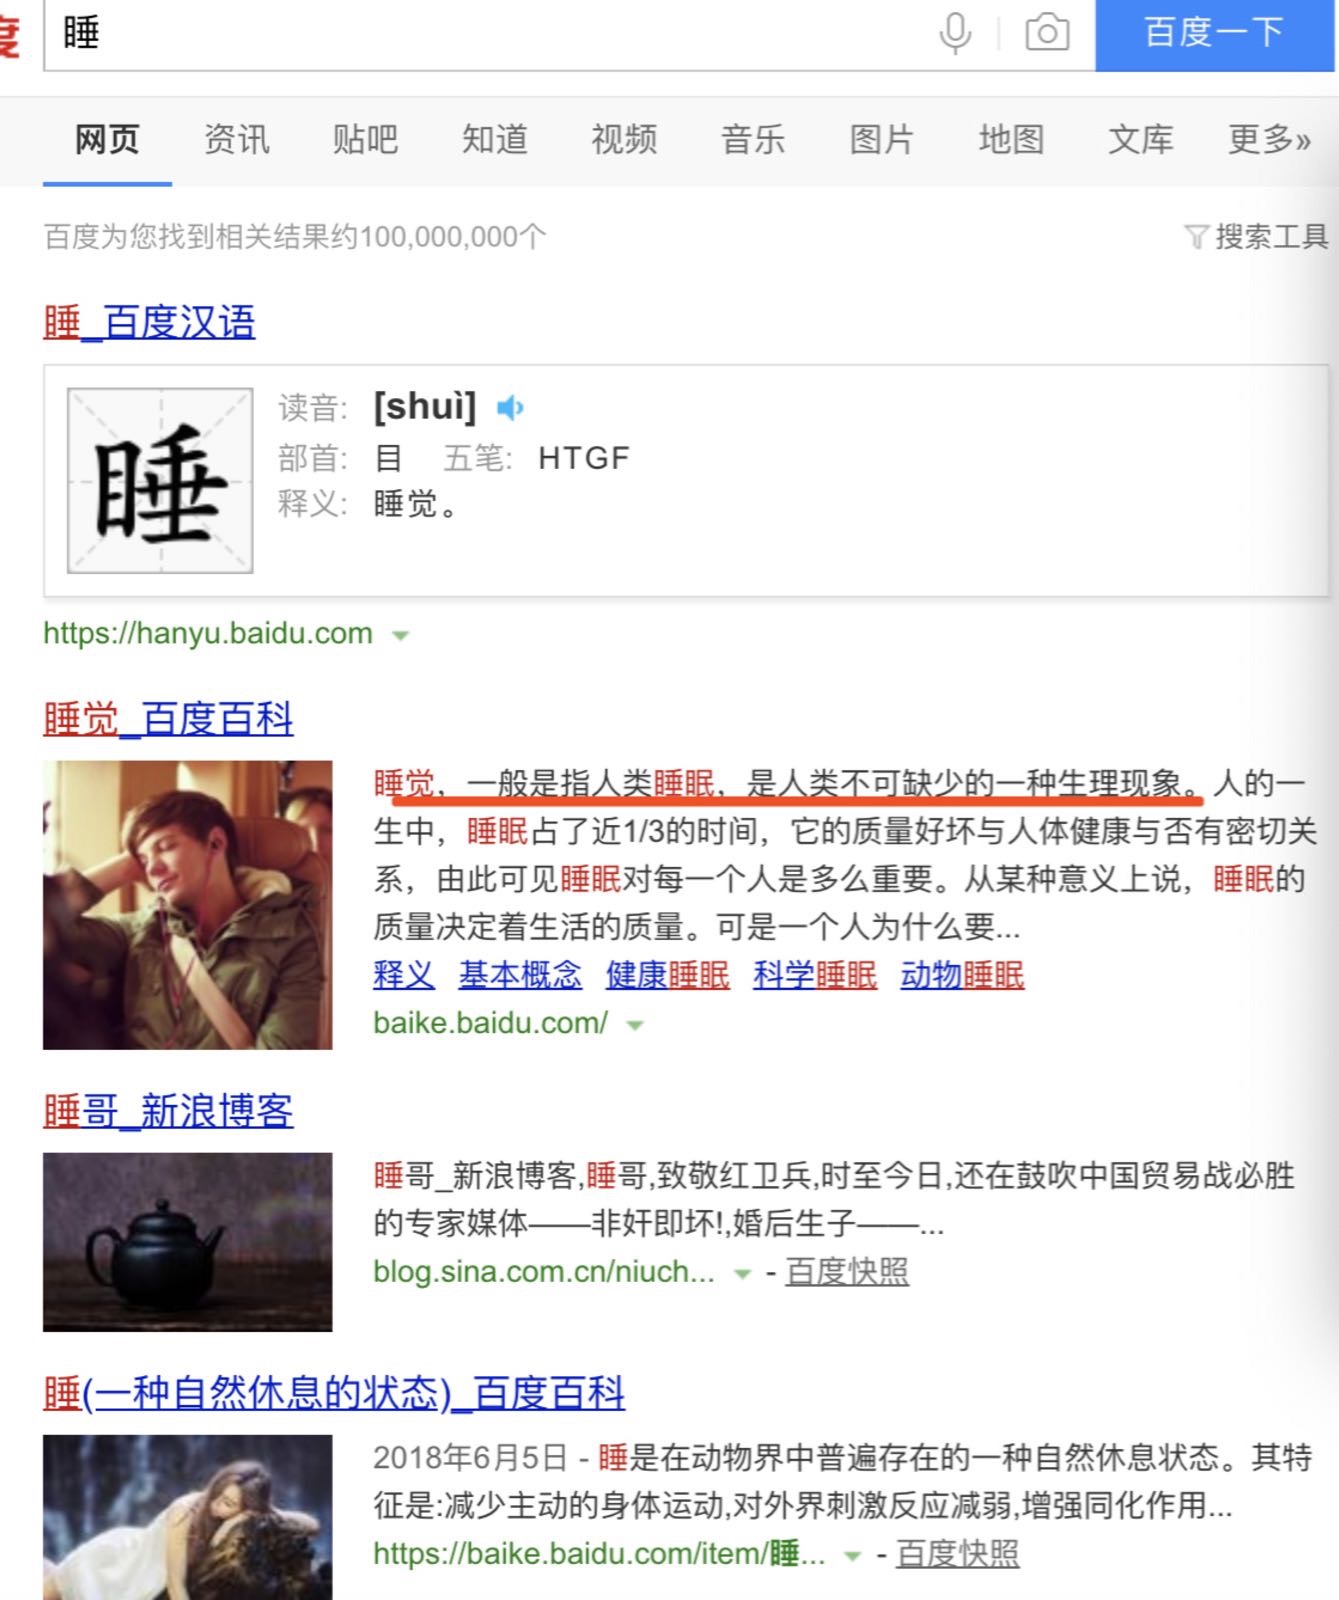 度 睡 百度一下
网页 资讯 贴吧 知道 视频 音乐 图片 地图 文库 更多»
百度为您找到相关结果约100,000,000个 搜索工具
睡_百度汉语
睡
读音: [shuì]
部首: 目 五笔: HTGF
释义: 睡觉。
https://hanyu.baidu.com
睡觉_百度百科
睡觉，一般是指人类睡眠，是人类不可缺少的一种生理现象。人的一
生中，睡眠占了近1/3的时间，它的质量好坏与人体健康与否有密切关
系，由此可见睡眠对每一个人是多么重要。从某种意义上说，睡眠的
质量决定着生活的质量。可是一个人为什么要...
释义 基本概念 健康睡眠 科学睡眠 动物睡眠
baike.baidu.com/
睡哥_新浪博客
睡哥_新浪博客,睡哥,致敬红卫兵,时至今日,还在鼓吹中国贸易战必胜
的专家媒体——非奸即坏!,婚后生子——...
blog.sina.com.cn/niuch... - 百度快照
睡(一种自然休息的状态)_百度百科
2018年6月5日 - 睡是在动物界中普遍存在的一种自然休息状态。其特
征是:减少主动的身体运动,对外界刺激反应减弱,增强同化作用...
https://baike.baidu.com/item/睡... - 百度快照